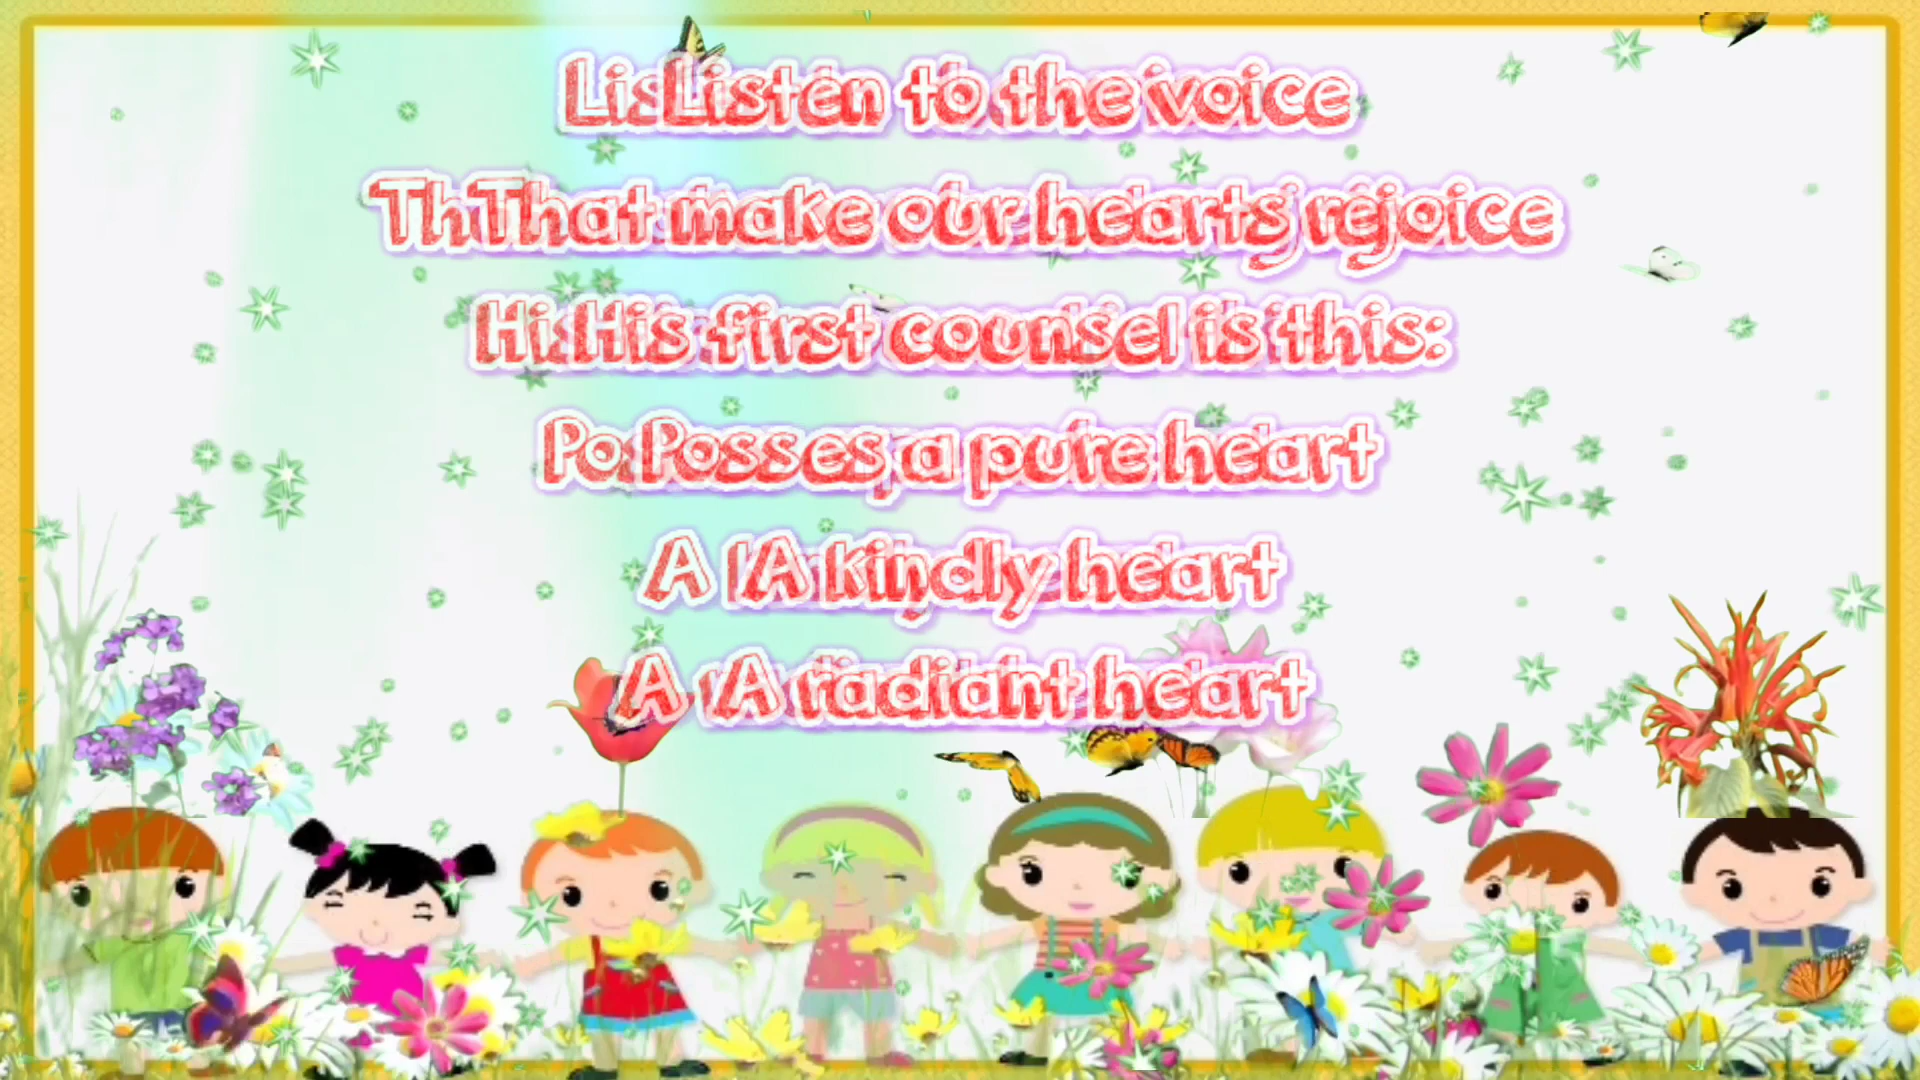 Listen to the voice
That make our hearts rejoice
His first counsel is this:
Posses a pure heart
A kindly heart
A radiant heart